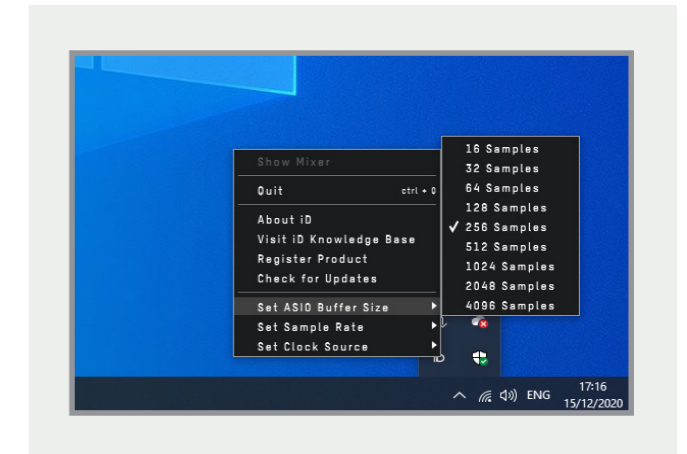 Show Mixer
Quit ctrl + Q
About iD
Visit iD Knowledge Base
Register Product
Check for Updates
Set ASIO Buffer Size
Set Sample Rate
Set Clock Source
16 Samples
32 Samples
64 Samples
128 Samples
256 Samples
512 Samples
1024 Samples
2048 Samples
4096 Samples
iD
ENG
17:16
15/12/2020